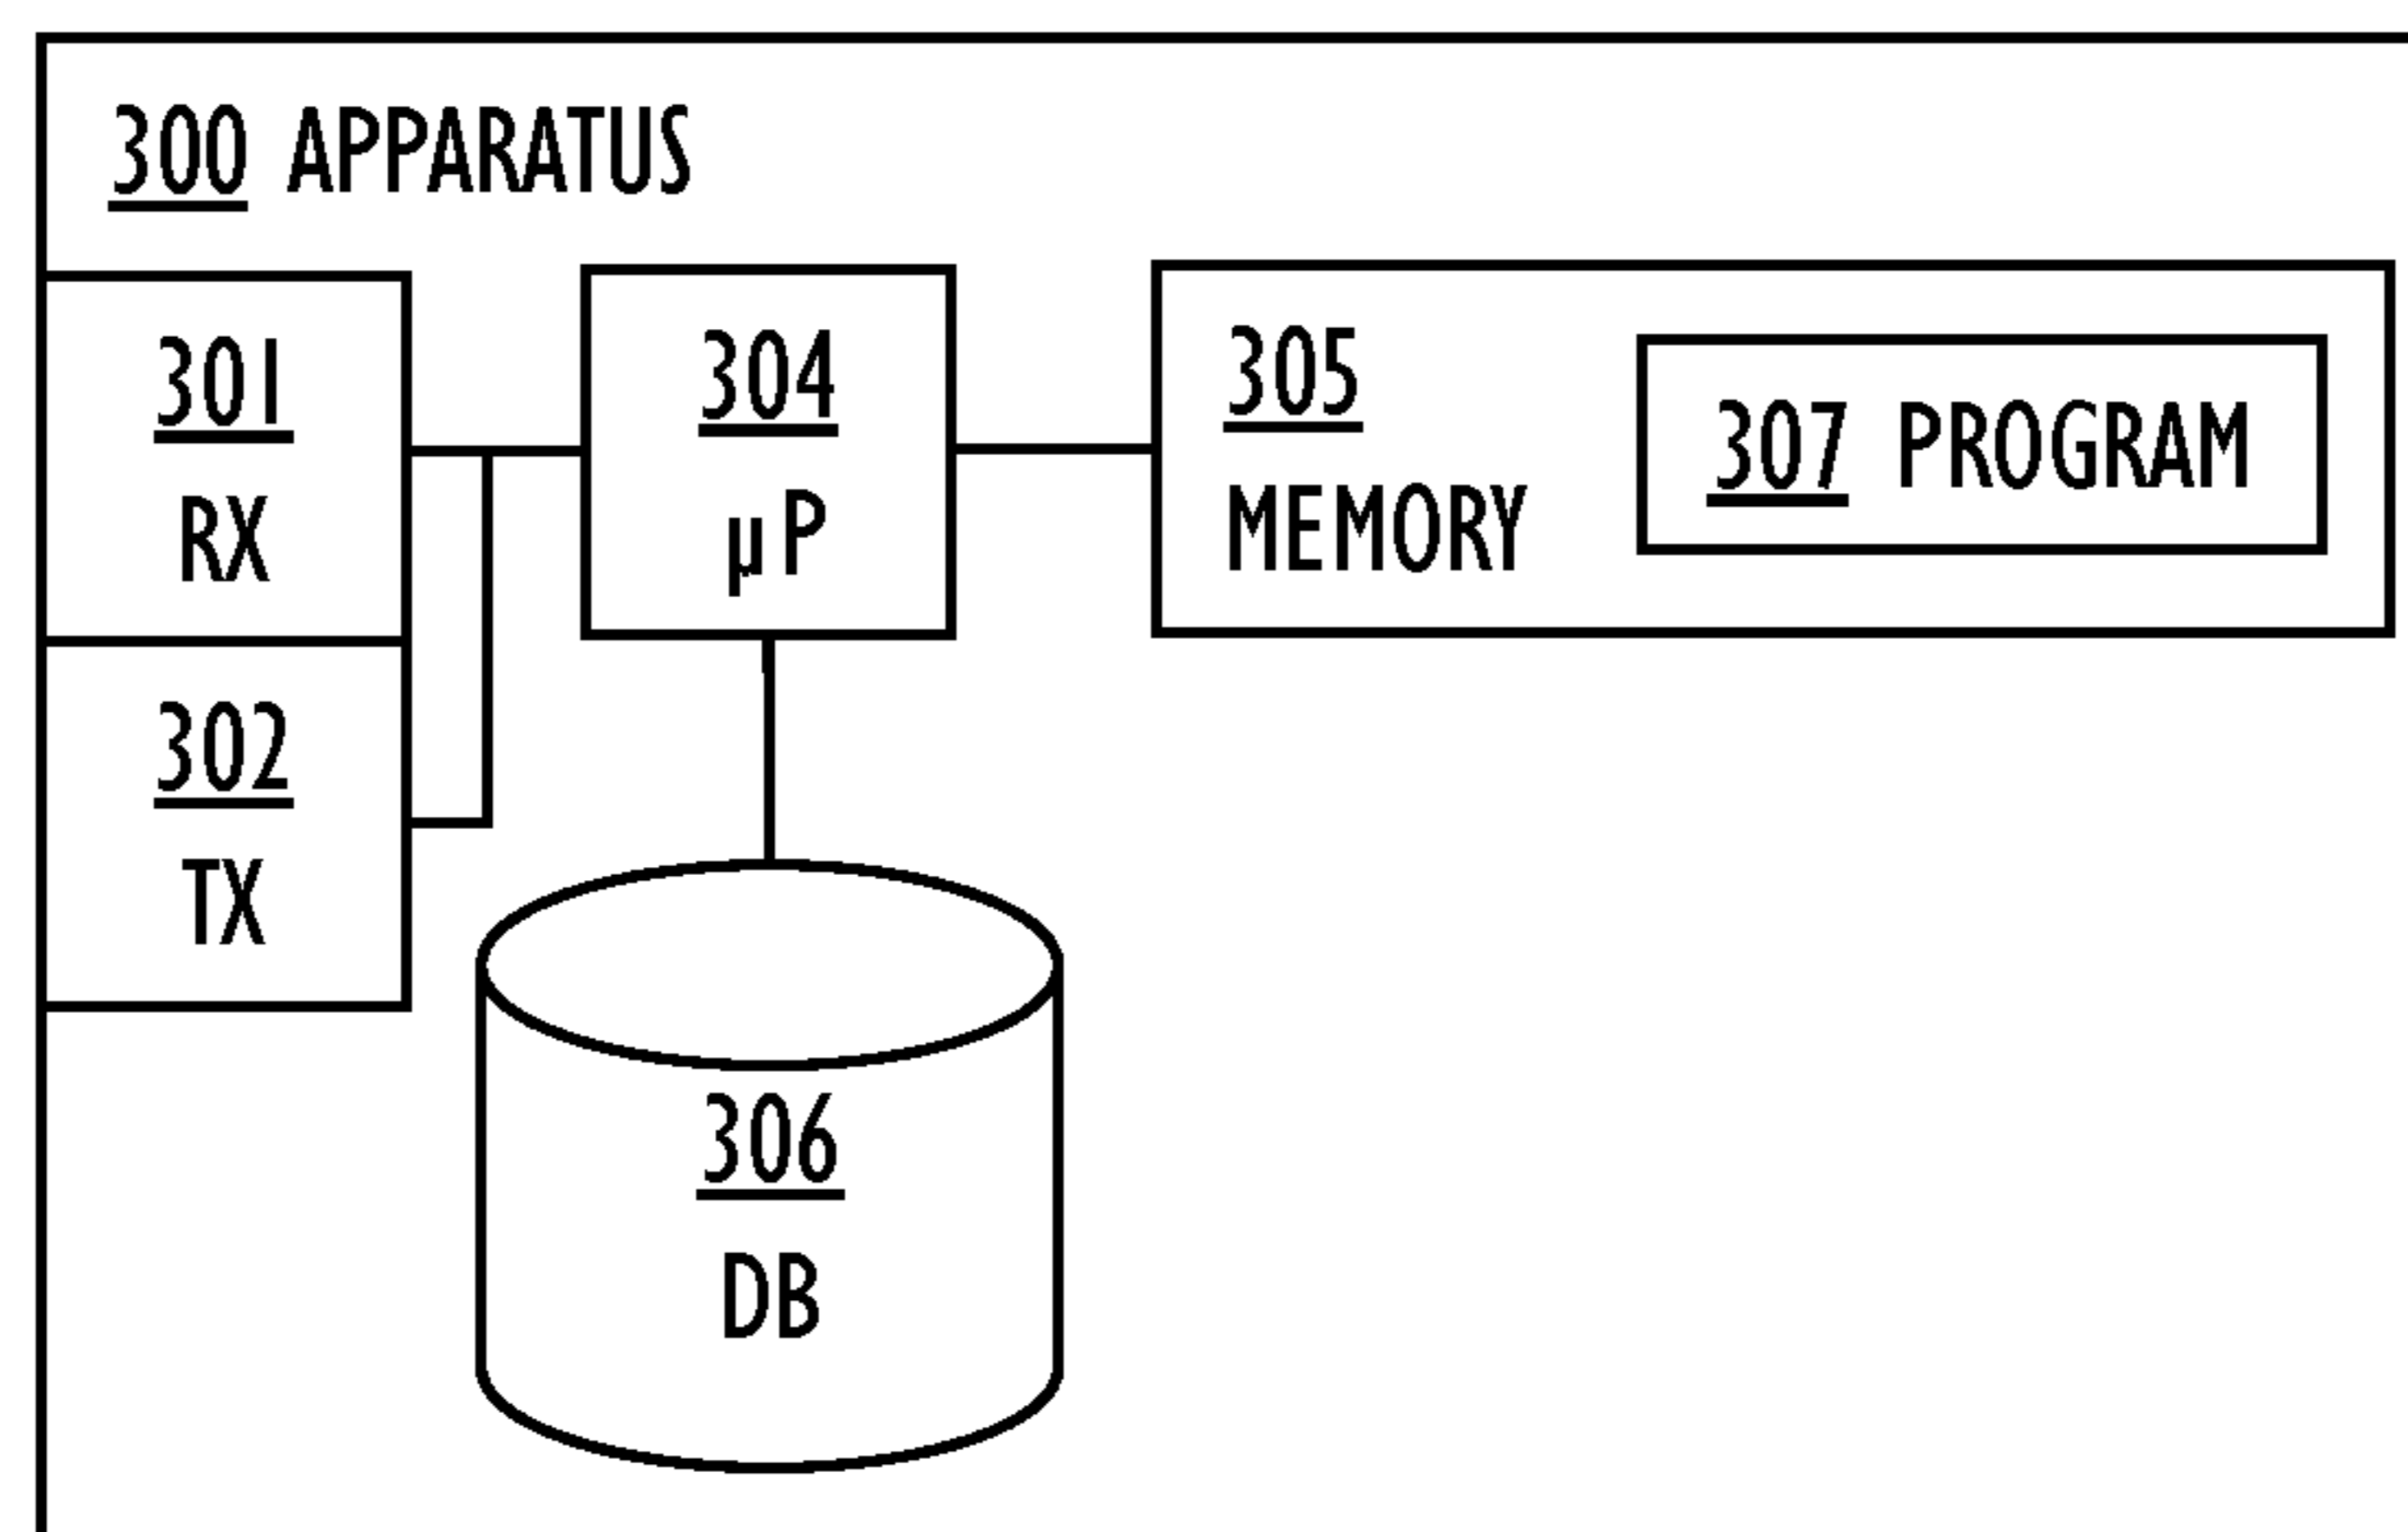 300 APPARATUS
301
RX
304
µP
305
MEMORY
307 PROGRAM
302
TX
306
DB